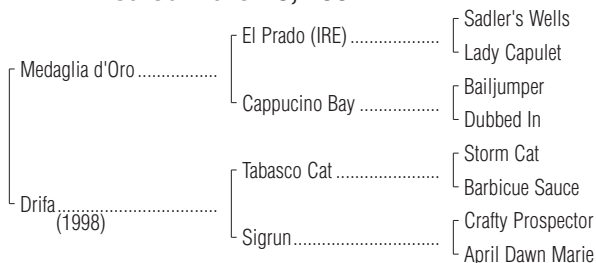 Sadler's Wells
El Prado (IRE)
Lady Capulet
Medaglia d'Oro
Bailjumper
Cappucino Bay
Dubbed In
Storm Cat
Tabasco Cat
Barbicue Sauce
Drifa
(1998)
Crafty Prospector
Sigrun
April Dawn Marie